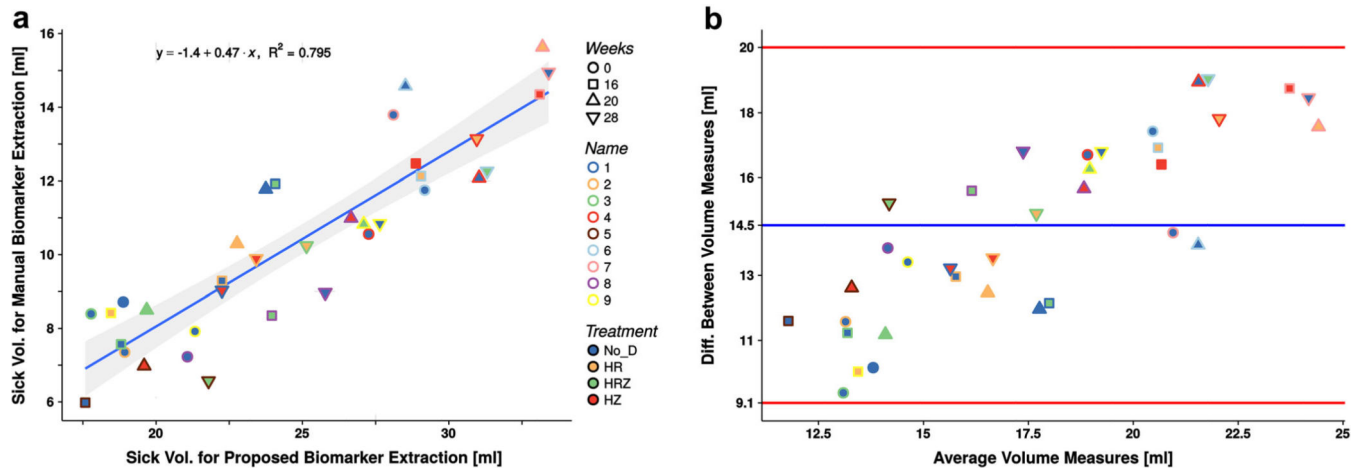 a
y = -1.4 + 0.47 · x, R² = 0.795
Sick Vol. for Manual Biomarker Extraction [ml]
16
14
12
10
8
6
20
25
30
Sick Vol. for Proposed Biomarker Extraction [ml]
Weeks
0
16
20
28
Name
1
2
3
4
5
6
7
8
9
Treatment
No_D
HR
HRZ
HZ
b
Diff. Between Volume Measures [ml]
20
18
16
14.5
13
11
9.1
12.5
15
17.5
20
22.5
25
Average Volume Measures [ml]